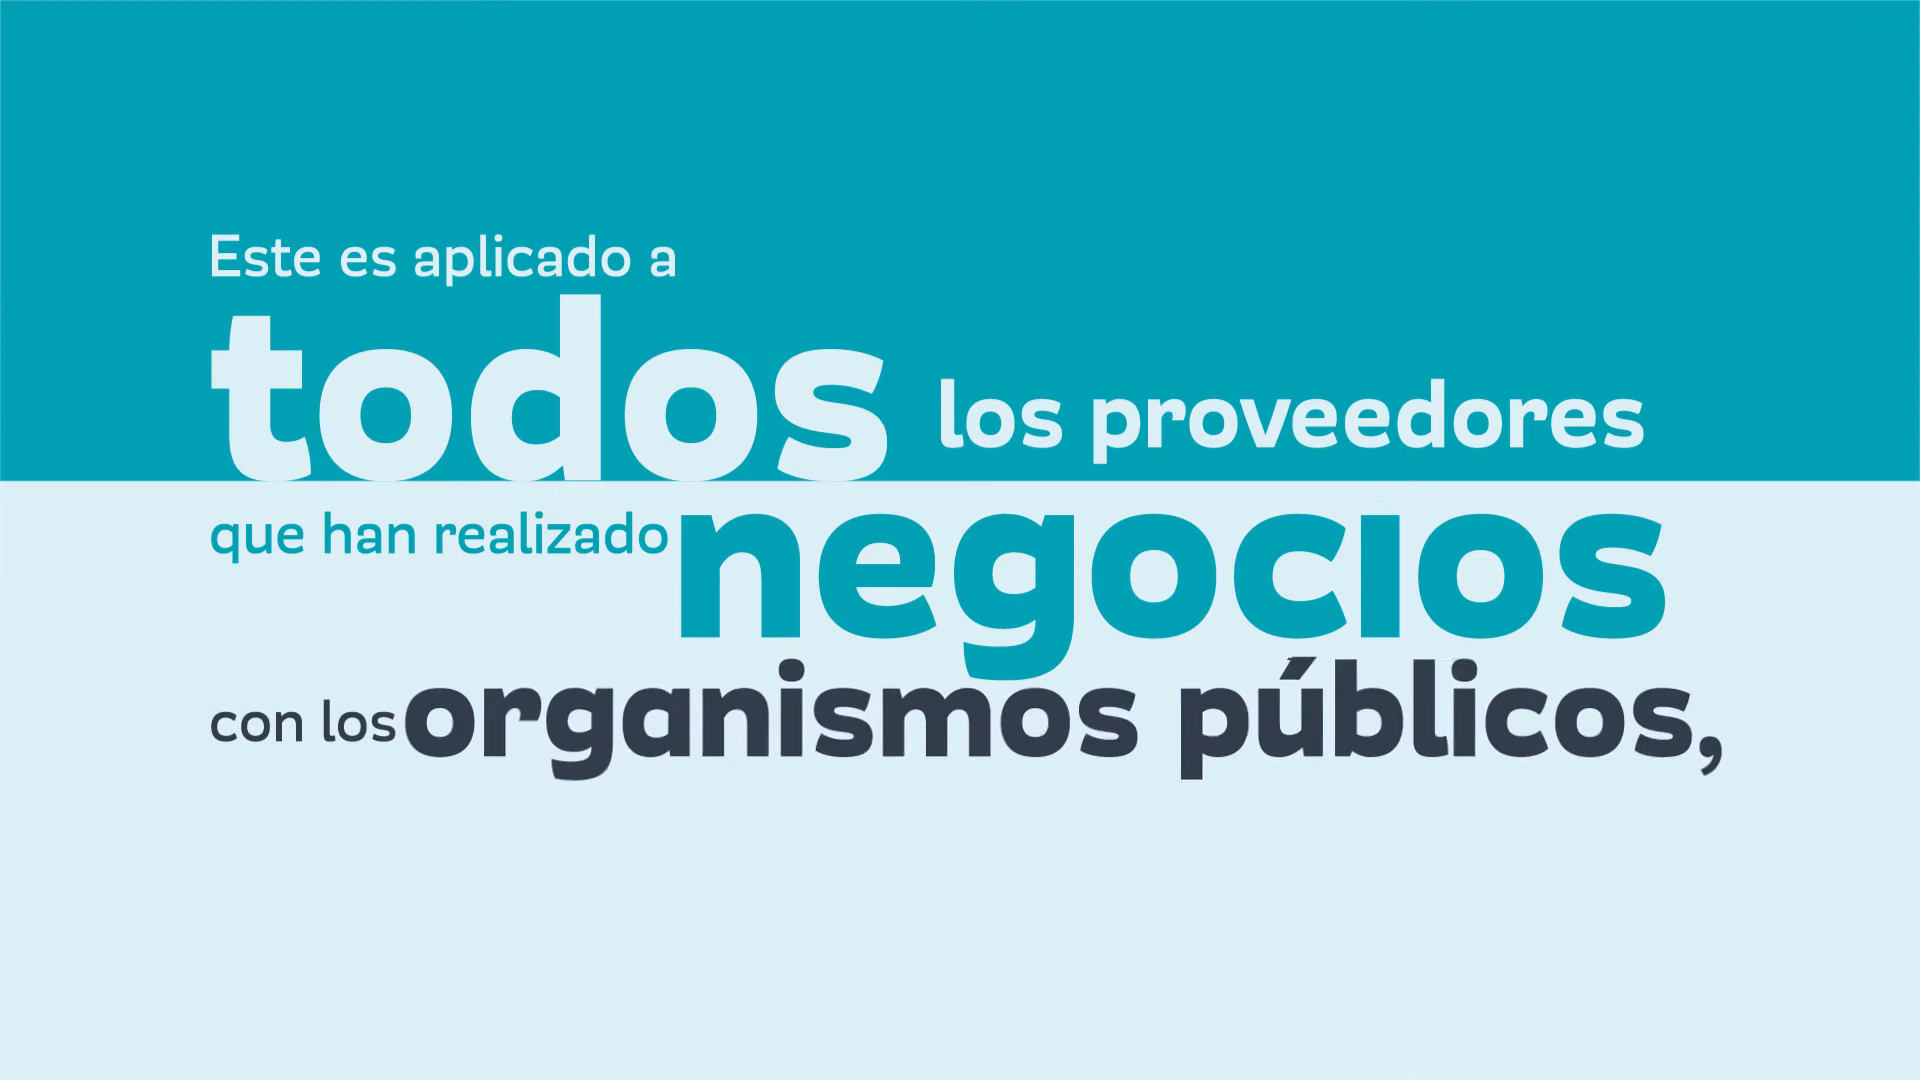 Este es aplicado a
todos los proveedores
que han realizado negocios
con los organismos públicos,